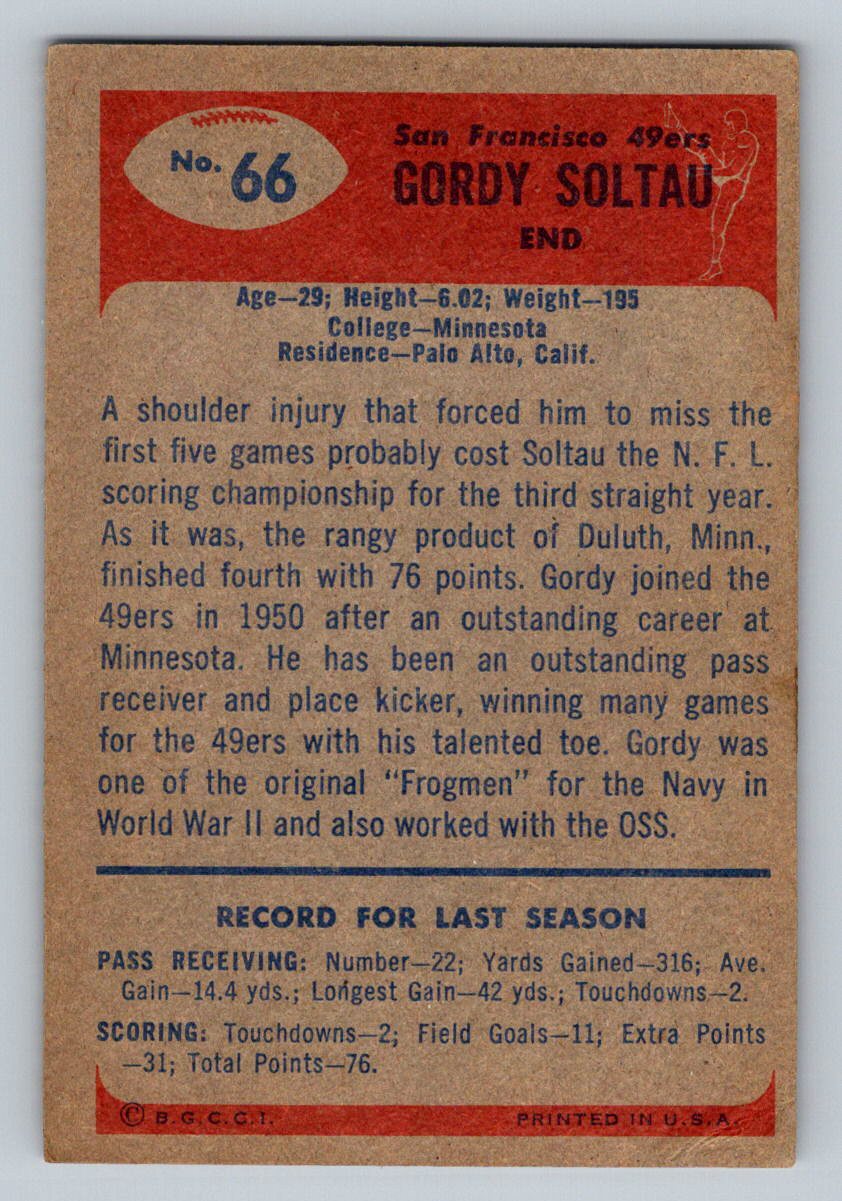 No. 66
San Francisco 49ers
GORDY SOLTAU
END
Age—29; Height—6.02; Weight—195
College—Minnesota
Residence—Palo Alto, Calif.
A shoulder injury that forced him to miss the
first five games probably cost Soltau the N. F. L.
scoring championship for the third straight year.
As it was, the rangy product of Duluth, Minn.,
finished fourth with 76 points. Gordy joined the
49ers in 1950 after an outstanding career at
Minnesota. He has been an outstanding pass
receiver and place kicker, winning many games
for the 49ers with his talented toe. Gordy was
one of the original "Frogmen" for the Navy in
World War II and also worked with the OSS.
RECORD FOR LAST SEASON
PASS RECEIVING: Number—22; Yards Gained—316; Ave.
Gain—14.4 yds.; Longest Gain—42 yds.; Touchdowns—2.
SCORING: Touchdowns—2; Field Goals—11; Extra Points
—31; Total Points—76.
© B.G.C.C.I. PRINTED IN U.S.A.